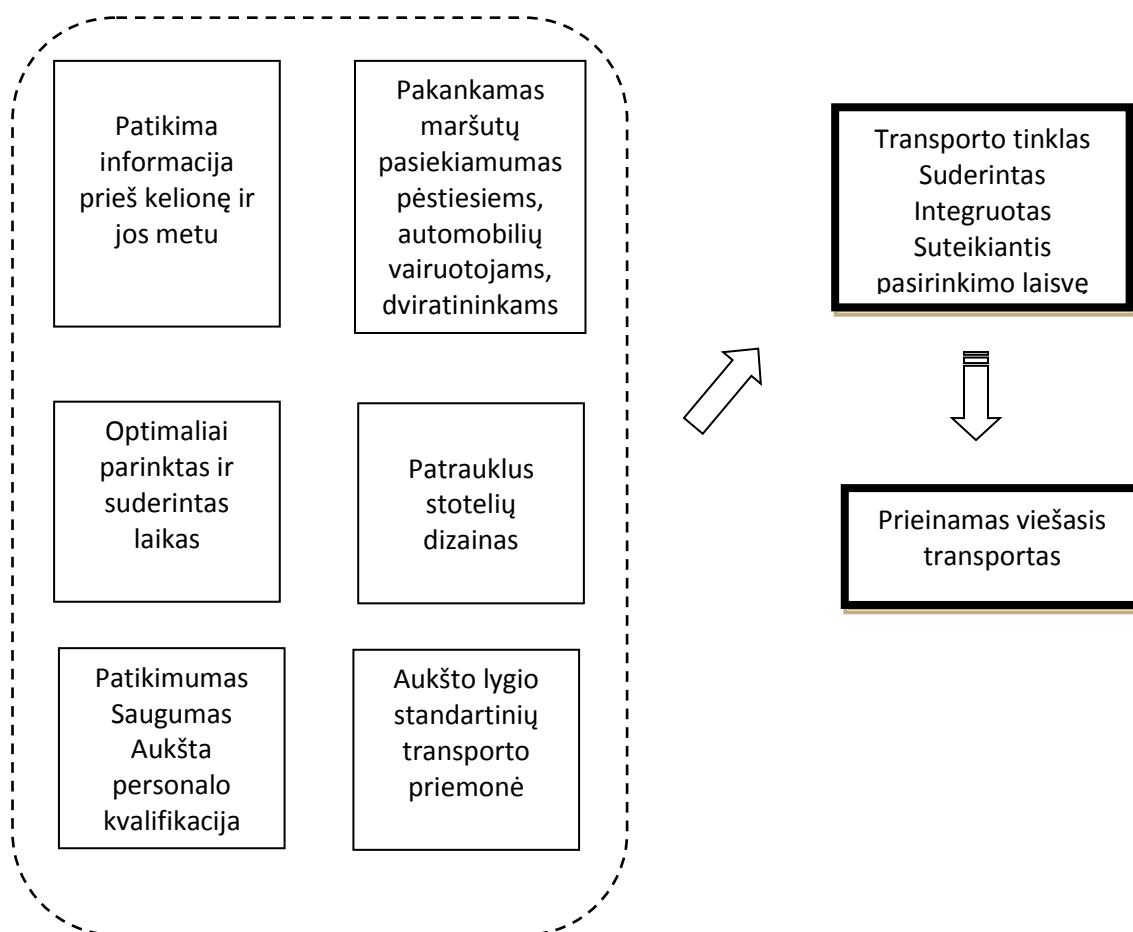 Patikima
informacija
prieš kelionę ir
jos metu
Pakankamas
maršutų
pasiekiamumas
pėstiesiems,
automobilių
vairuotojams,
dviratininkams
Optimaliai
parinktas ir
suderintas
laikas
Patrauklus
stotelių
dizainas
Patikimumas
Saugumas
Aukšta
personalo
kvalifikacija
Aukšto lygio
standartinių
transporto
priemonė
Transporto tinklas
Suderintas
Integruotas
Suteikiantis
pasirinkimo laisvę
Prieinamas viešasis
transportas